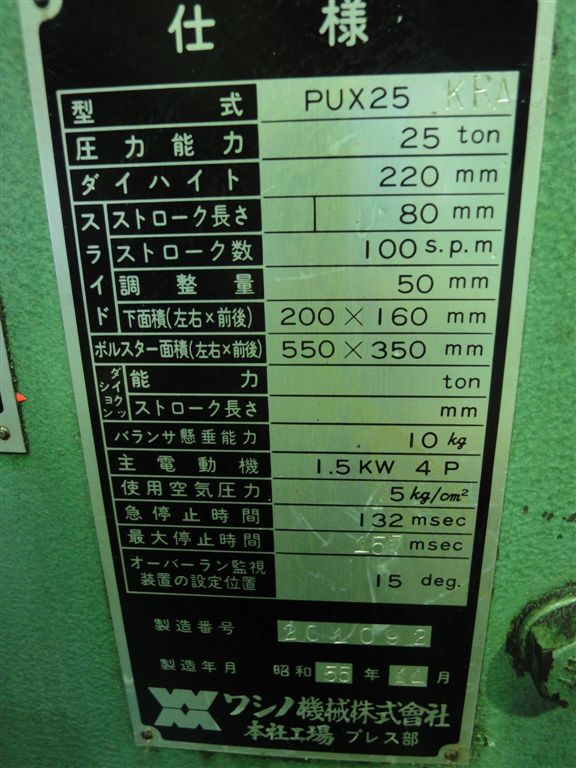 仕様
型式 PUX25 KRA
圧力能力 25 ton
ダイハイト 220 mm
スライド ストローク長さ 80 mm
ストローク数 100 s.p.m
調整量 50 mm
下面積(左右×前後) 200×160 mm
ボルスター面積(左右×前後) 550×350 mm
ダイクッション 能力 ton
ストローク長さ mm
バランサ懸垂能力 10 kg
主電動機 1.5KW 4P
使用空気圧力 5 kg/cm²
急停止時間 132 msec
最大停止時間 157 msec
オーバーラン監視
装置の設定位置 15 deg.
製造番号 101092
製造年月 昭和 55 年 11 月
ワシノ機械株式會社
本社工場 プレス部